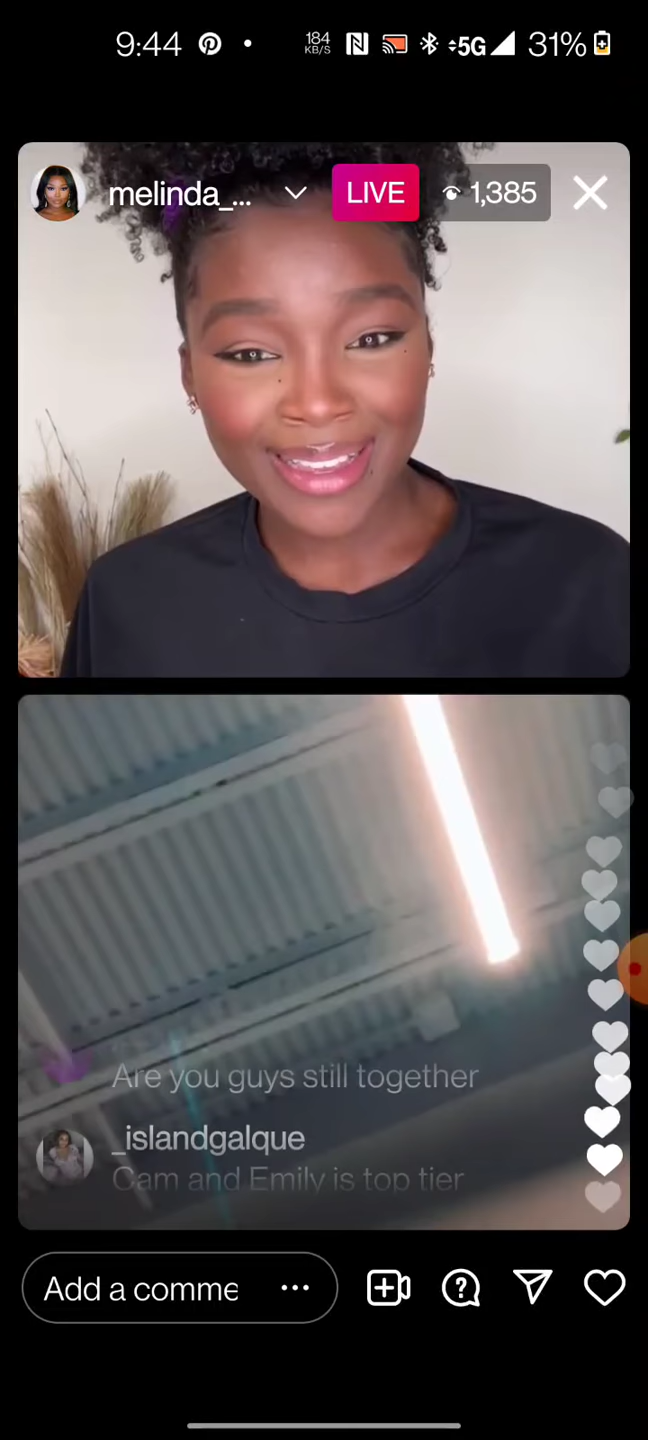 9:44
184
KB/S
5G
31%
melinda_...
LIVE
1,385
Are you guys still together
_islandgalque
Cam and Emily is top tier
Add a comme